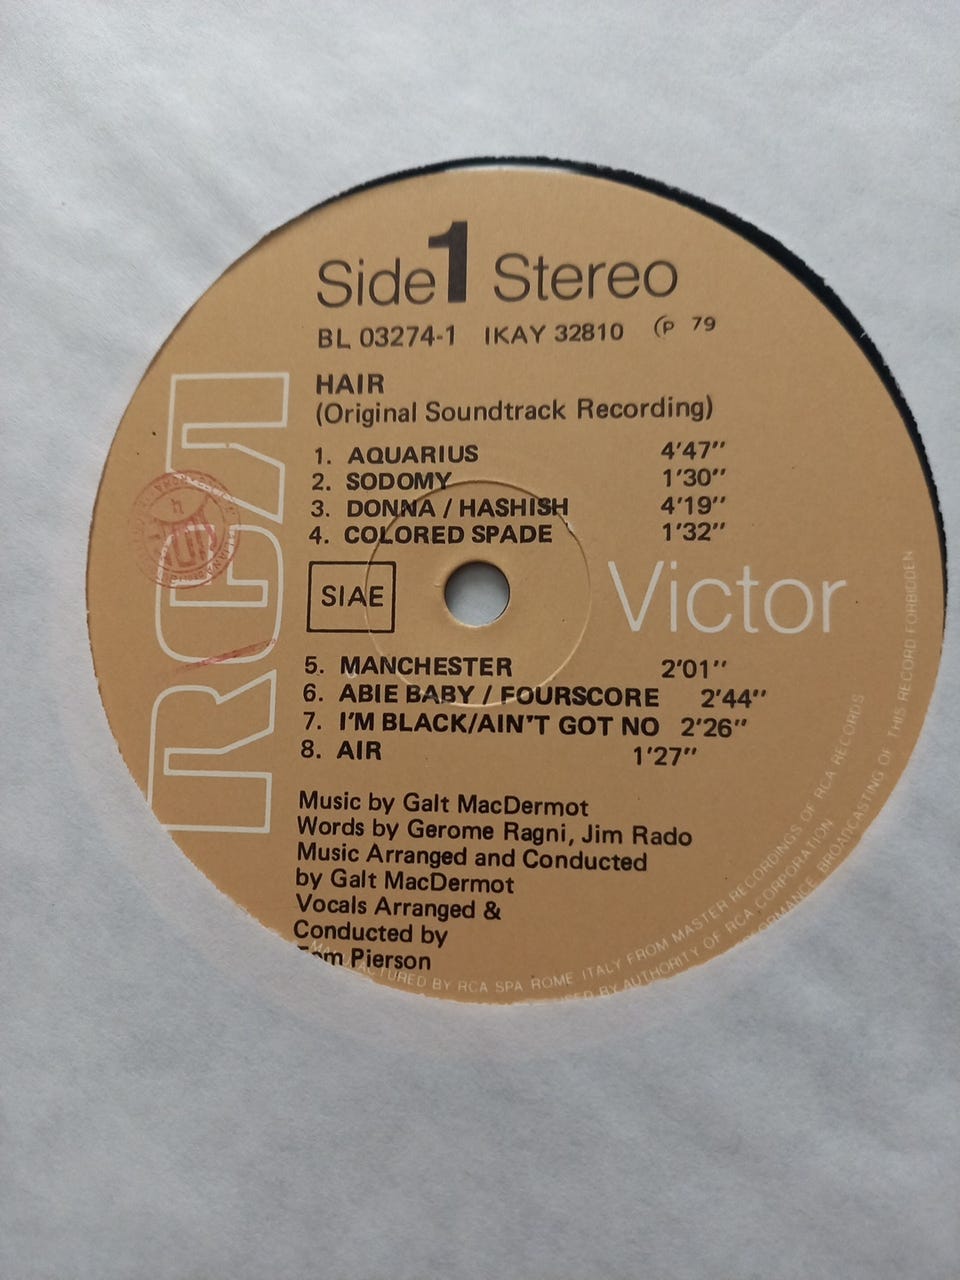 Side 1 Stereo
BL 03274-1 IKAY 32810 (P 79
HAIR
(Original Soundtrack Recording)
1. AQUARIUS 4'47"
2. SODOMY 1'30"
3. DONNA / HASHISH 4'19"
4. COLORED SPADE 1'32"
SIAE
RCA
Victor
5. MANCHESTER 2'01"
6. ABIE BABY / FOURSCORE 2'44"
7. I'M BLACK/AIN'T GOT NO 2'26"
8. AIR 1'27"
Music by Galt MacDermot
Words by Gerome Ragni, Jim Rado
Music Arranged and Conducted
by Galt MacDermot
Vocals Arranged &
Conducted by
Tom Pierson
MANUFACTURED BY RCA SPA ROME ITALY FROM MASTER RECORDINGS OF RCA RECORDS
BY AUTHORITY OF RCA CORPORATION
BROADCASTING OF THIS RECORD FORBIDDEN